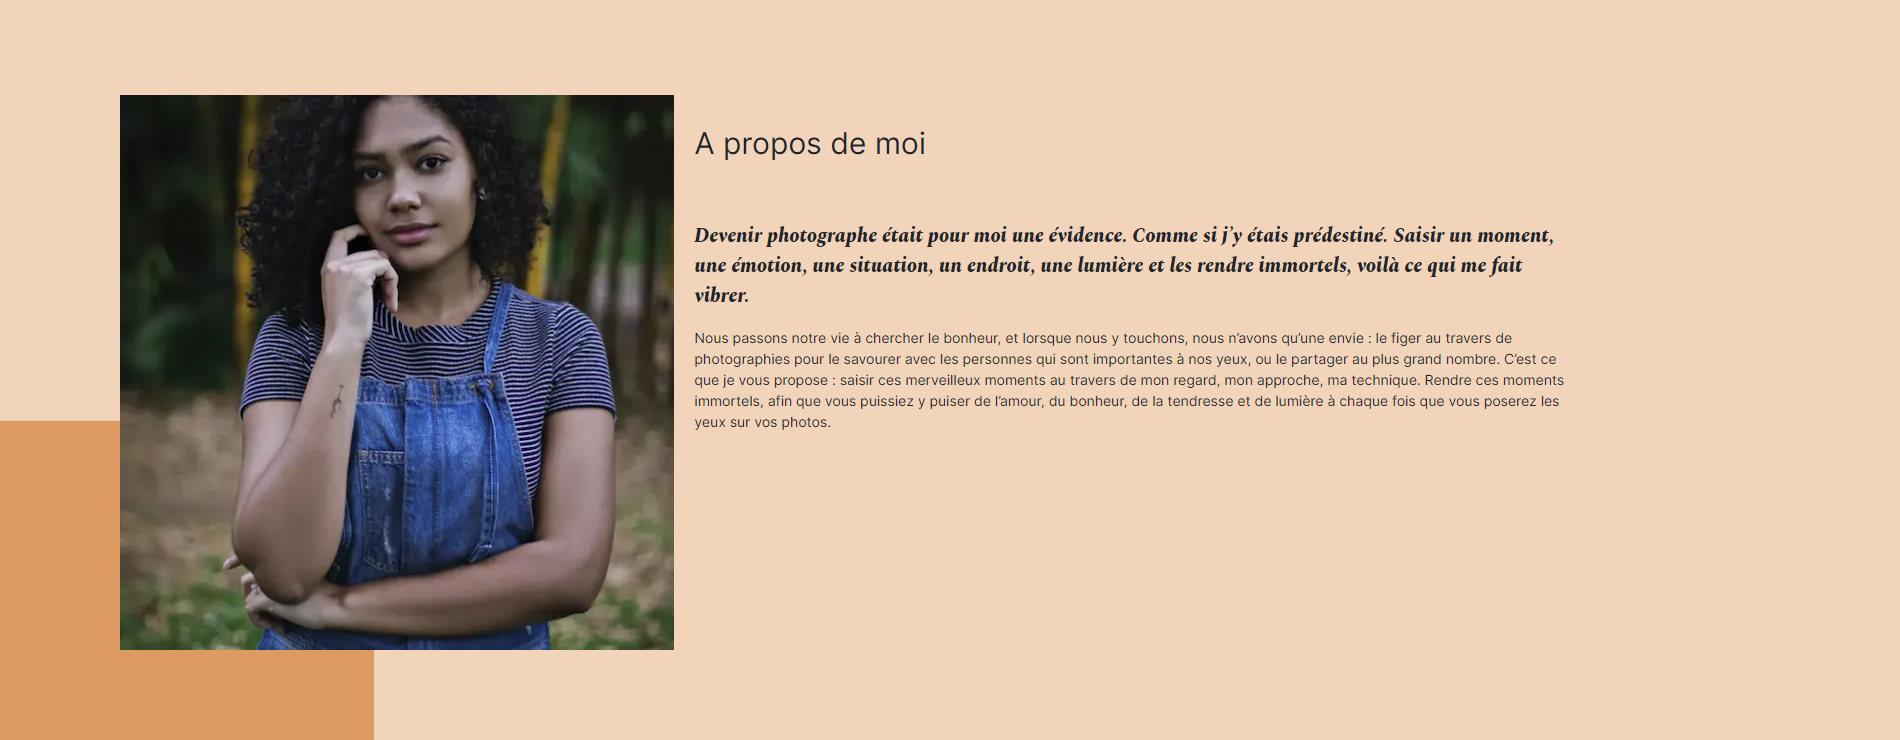 A propos de moi
Devenir photographe était pour moi une évidence. Comme si j’y étais prédestiné. Saisir un moment,
une émotion, une situation, un endroit, une lumière et les rendre immortels, voilà ce qui me fait
vibrer.
Nous passons notre vie à chercher le bonheur, et lorsque nous y touchons, nous n’avons qu’une envie : le figer au travers de
photographies pour le savourer avec les personnes qui sont importantes à nos yeux, ou le partager au plus grand nombre. C’est ce
que je vous propose : saisir ces merveilleux moments au travers de mon regard, mon approche, ma technique. Rendre ces moments
immortels, afin que vous puissiez y puiser de l’amour, du bonheur, de la tendresse et de lumière à chaque fois que vous poserez les
yeux sur vos photos.